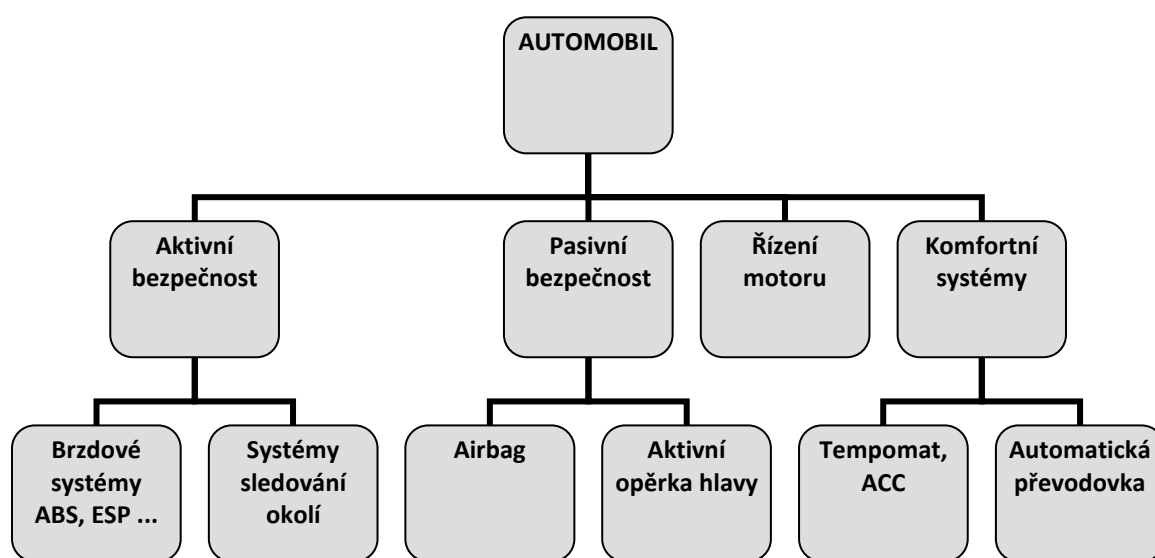 AUTOMOBIL
Aktivní
bezpečnost
Pasivní
bezpečnost
Řízení
motoru
Komfortní
systémy
Brzdové
systémy
ABS, ESP ...
Systémy
sledování
okolí
Airbag
Aktivní
opěrka hlavy
Tempomat,
ACC
Automatická
převodovka